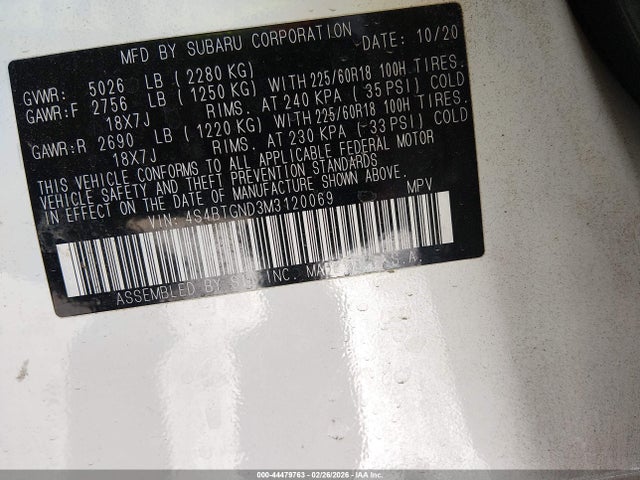 MFD BY SUBARU CORPORATION DATE: 10/20
GVWR: 5026 LB (2280 KG)
GAWR:F 2756 LB (1250 KG) WITH 225/60R18 100H TIRES.
18X7J RIMS. AT 240 KPA (35 PSI) COLD
GAWR:R 2690 LB (1220 KG) WITH 225/60R18 100H TIRES.
18X7J RIMS. AT 230 KPA (33 PSI) COLD
THIS VEHICLE CONFORMS TO ALL APPLICABLE FEDERAL MOTOR
VEHICLE SAFETY AND THEFT PREVENTION STANDARDS
IN EFFECT ON THE DATE OF MANUFACTURE SHOWN ABOVE.
VIN: 4S4BTGND3M3120069 MPV
ASSEMBLED BY INC. U.S.A.
000-44479763 - 02/26/2026 - IAA Inc.